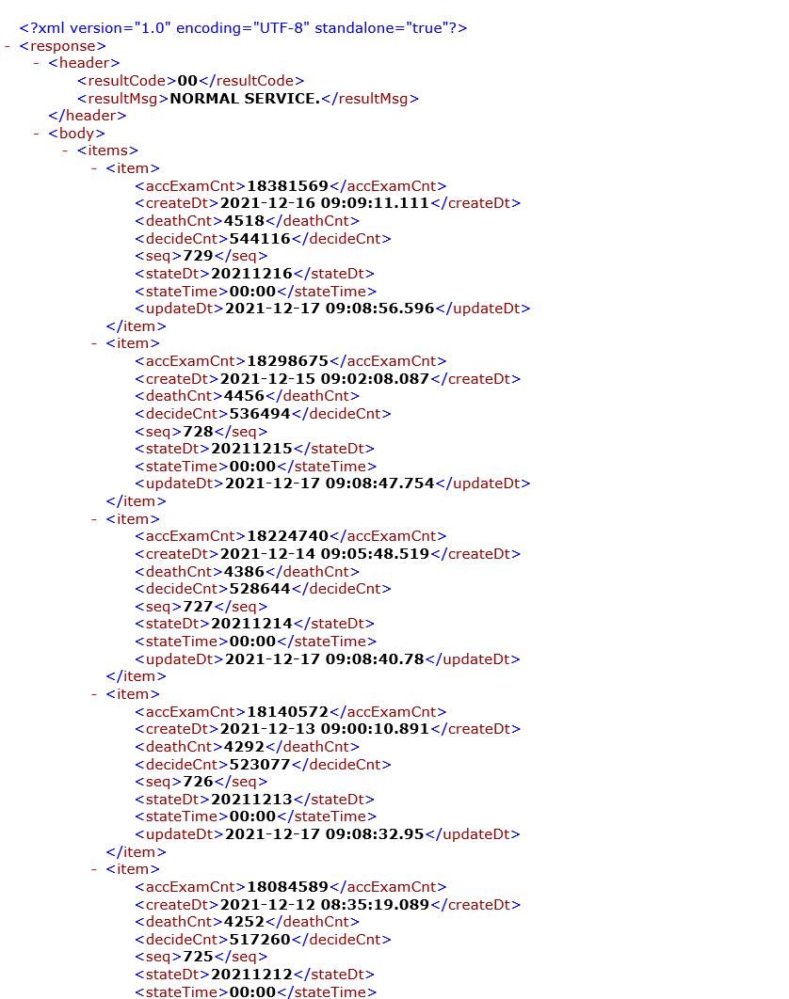 <?xml version="1.0" encoding="UTF-8" standalone="true"?>
- <response>
- <header>
<resultCode>00</resultCode>
<resultMsg>NORMAL SERVICE.</resultMsg>
</header>
- <body>
- <items>
- <item>
<accExamCnt>18381569</accExamCnt>
<createDt>2021-12-16 09:09:11.111</createDt>
<deathCnt>4518</deathCnt>
<decideCnt>544116</decideCnt>
<seq>729</seq>
<stateDt>20211216</stateDt>
<stateTime>00:00</stateTime>
<updateDt>2021-12-17 09:08:56.596</updateDt>
</item>
- <item>
<accExamCnt>18298675</accExamCnt>
<createDt>2021-12-15 09:02:08.087</createDt>
<deathCnt>4456</deathCnt>
<decideCnt>536494</decideCnt>
<seq>728</seq>
<stateDt>20211215</stateDt>
<stateTime>00:00</stateTime>
<updateDt>2021-12-17 09:08:47.754</updateDt>
</item>
- <item>
<accExamCnt>18224740</accExamCnt>
<createDt>2021-12-14 09:05:48.519</createDt>
<deathCnt>4386</deathCnt>
<decideCnt>528644</decideCnt>
<seq>727</seq>
<stateDt>20211214</stateDt>
<stateTime>00:00</stateTime>
<updateDt>2021-12-17 09:08:40.78</updateDt>
</item>
- <item>
<accExamCnt>18140572</accExamCnt>
<createDt>2021-12-13 09:00:10.891</createDt>
<deathCnt>4292</deathCnt>
<decideCnt>523077</decideCnt>
<seq>726</seq>
<stateDt>20211213</stateDt>
<stateTime>00:00</stateTime>
<updateDt>2021-12-17 09:08:32.95</updateDt>
</item>
- <item>
<accExamCnt>18084589</accExamCnt>
<createDt>2021-12-12 08:35:19.089</createDt>
<deathCnt>4252</deathCnt>
<decideCnt>517260</decideCnt>
<seq>725</seq>
<stateDt>20211212</stateDt>
<stateTime>00:00</stateTime>